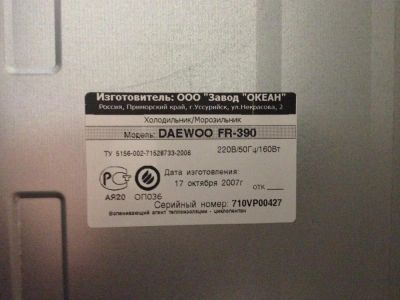 Изготовитель: ООО "Завод "ОКЕАН"
Россия, Приморский край, г.Уссурийск, ул.Некрасова, 2
Холодильник/Морозильник
Модель: DAEWOO FR-390
ТУ 5156-002-71528733-2006 220В/50Гц/160Вт
РСТ
АЯ20 ОП036
Дата изготовления:
17 октября 2007г ОТК
Серийный номер: 710VP00427
Вспенивающий агент теплоизоляции - циклопентан